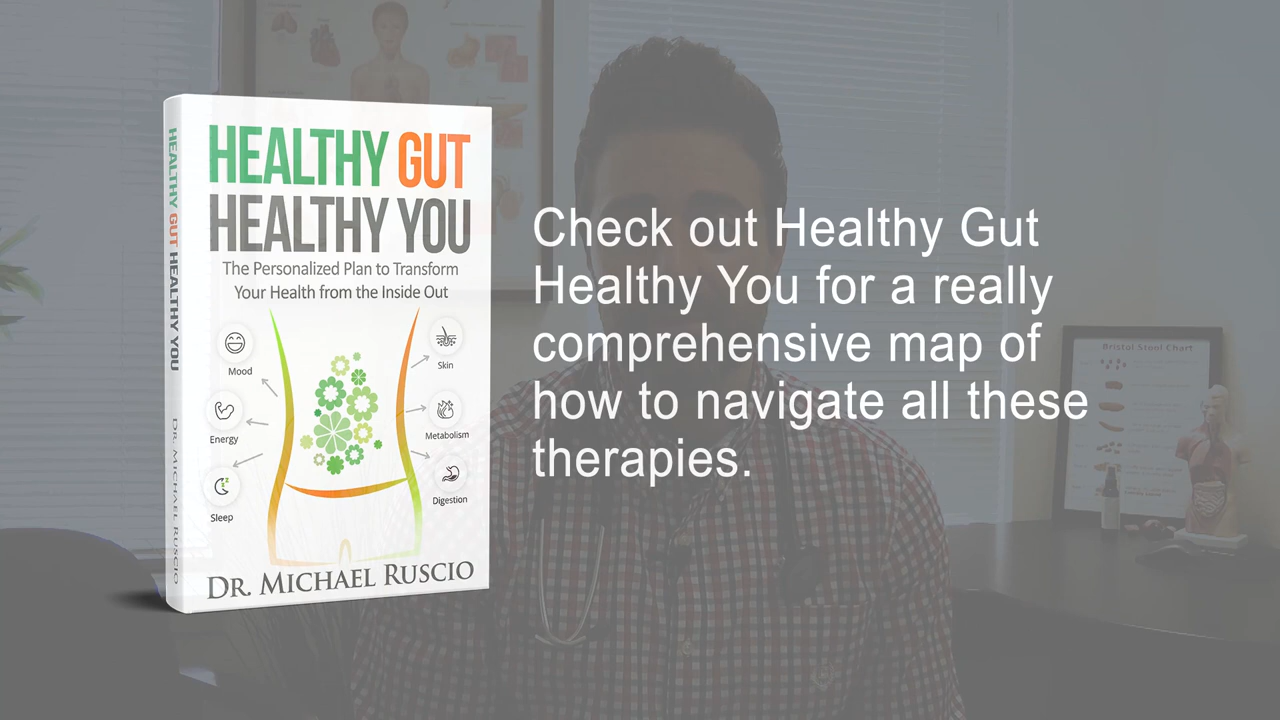 HEALTHY GUT
HEALTHY YOU
The Personalized Plan to Transform
Your Health from the Inside Out
Mood
Energy
Sleep
Skin
Metabolism
Digestion
DR. MICHAEL RUSCIO
HEALTHY GUT HEALTHY YOU
DR. MICHAEL RUSCIO
Check out Healthy Gut
Healthy You for a really
comprehensive map of
how to navigate all these
therapies.
Bristol Stool Chart